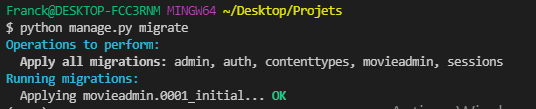 Franck@DESKTOP-FCC3RNM MINGW64 ~/Desktop/Projets
$ python manage.py migrate
Operations to perform:
  Apply all migrations: admin, auth, contenttypes, movieadmin, sessions
Running migrations:
  Applying movieadmin.0001_initial... OK